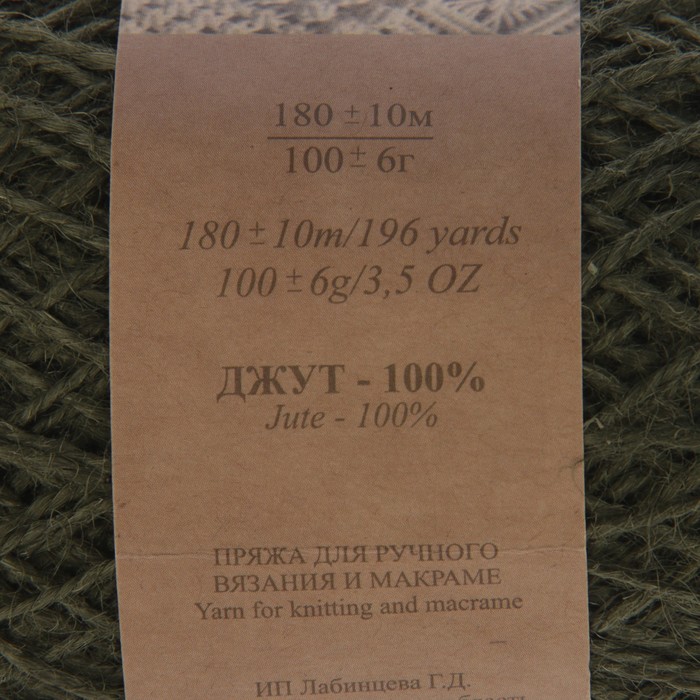 180 ± 10м
100 ± 6г
180 ± 10m/196 yards
100 ± 6g/3,5 OZ
ДЖУТ - 100%
Jute - 100%
ПРЯЖА ДЛЯ РУЧНОГО
ВЯЗАНИЯ И МАКРАМЕ
Yarn for knitting and macrame
ИП Лабинцева Г.Д.